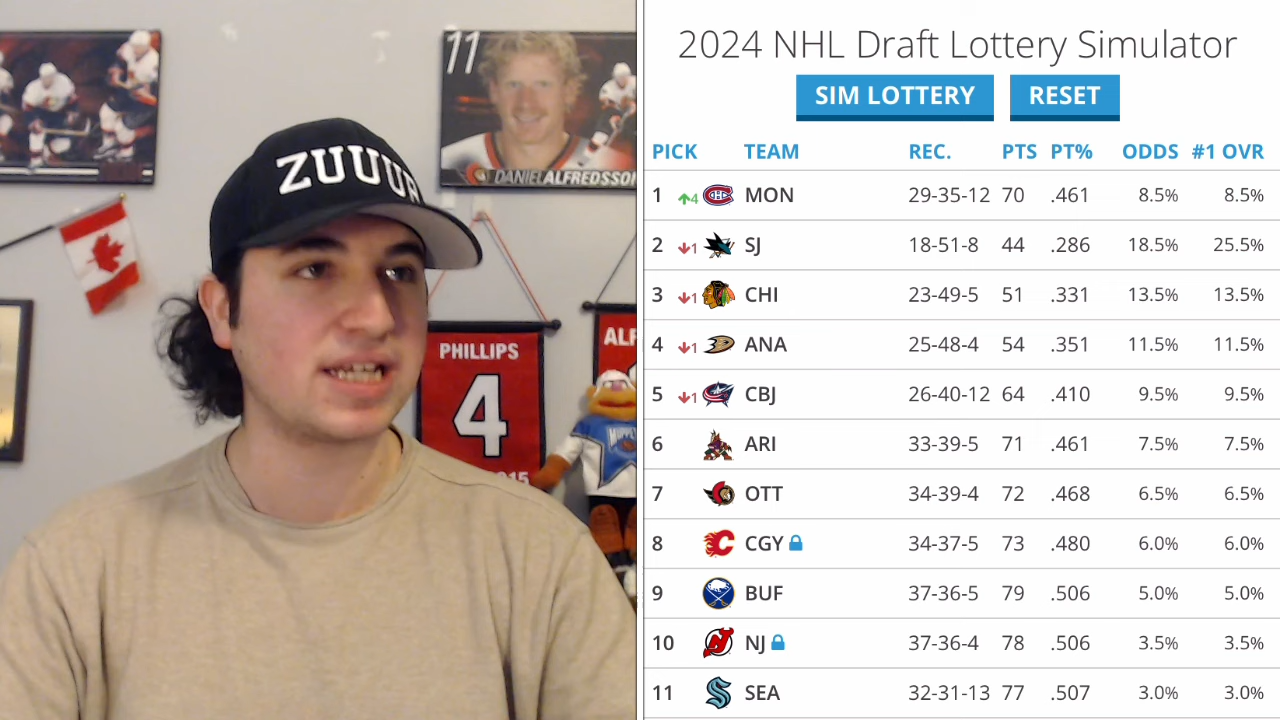 11
DANIELALFREDSSON
ZUUUR
PHILLIPS
4
2015
ALF
2024 NHL Draft Lottery Simulator
SIM LOTTERY RESET
PICK TEAM REC. PTS PT% ODDS #1 OVR
1 4 MON 29-35-12 70 .461 8.5% 8.5%
2 1 SJ 18-51-8 44 .286 18.5% 25.5%
3 1 CHI 23-49-5 51 .331 13.5% 13.5%
4 1 ANA 25-48-4 54 .351 11.5% 11.5%
5 1 CBJ 26-40-12 64 .410 9.5% 9.5%
6 ARI 33-39-5 71 .461 7.5% 7.5%
7 OTT 34-39-4 72 .468 6.5% 6.5%
8 CGY 34-37-5 73 .480 6.0% 6.0%
9 BUF 37-36-5 79 .506 5.0% 5.0%
10 NJ 37-36-4 78 .506 3.5% 3.5%
11 SEA 32-31-13 77 .507 3.0% 3.0%